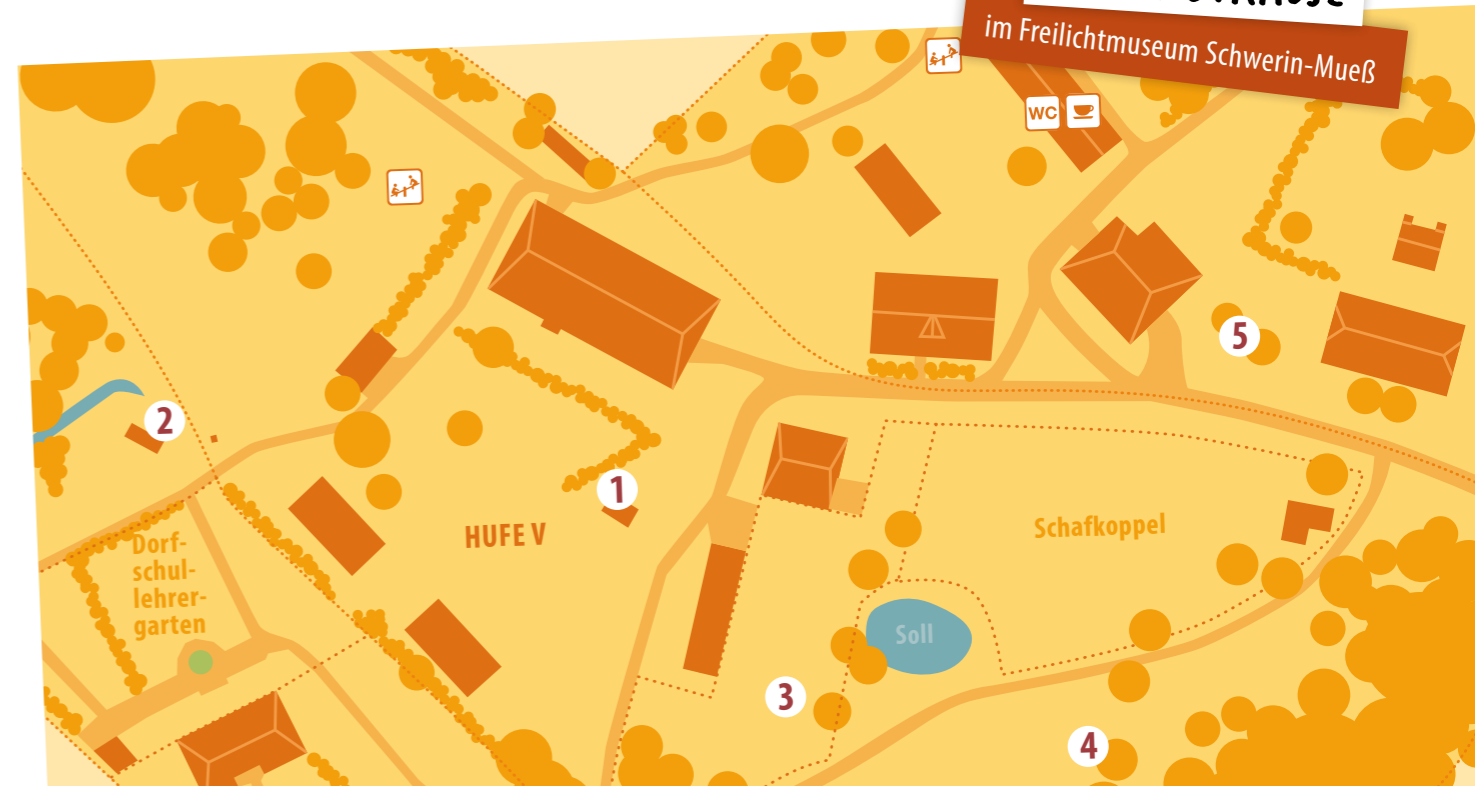 im Freilichtmuseum Schwerin-Mueß
WC
5
2
1
HUFE V
Schafkoppel
Dorf-
schul-
lehrer-
garten
Soll
3
4